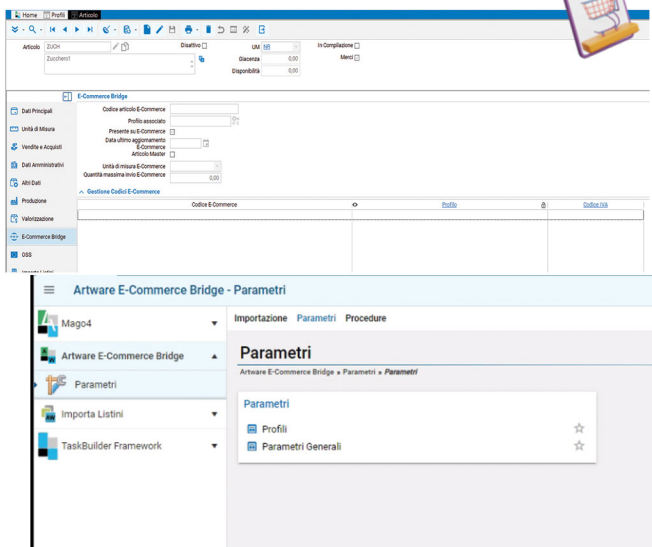 Home Profili Articolo
Articolo ZUCH Disattivo UM NR In Compilazione
Zucchero1 Giacenza 0,00 Merci
Disponibilità 0,00
E-Commerce Bridge
Dati Principali Codice articolo E-Commerce
Profilo associato
Unità di Misura Presente su E-Commerce
Data ultimo aggiornamento
E-Commerce
Vendite e Acquisti Articolo Master
Dati Amministrativi Unità di misura E-Commerce
Quantità massima invio E-Commerce 0,00
Altri Dati
Gestione Codici E-Commerce
Produzione Codice E-Commerce Profilo Codice IVA
Valorizzazione
E-Commerce Bridge
OSS
Importa Listini
Artware E-Commerce Bridge - Parametri
Mago4 Importazione Parametri Procedure
Artware E-Commerce Bridge Parametri
Artware E-Commerce Bridge » Parametri » Parametri
Parametri
Parametri
Importa Listini Profili
TaskBuilder Framework Parametri Generali